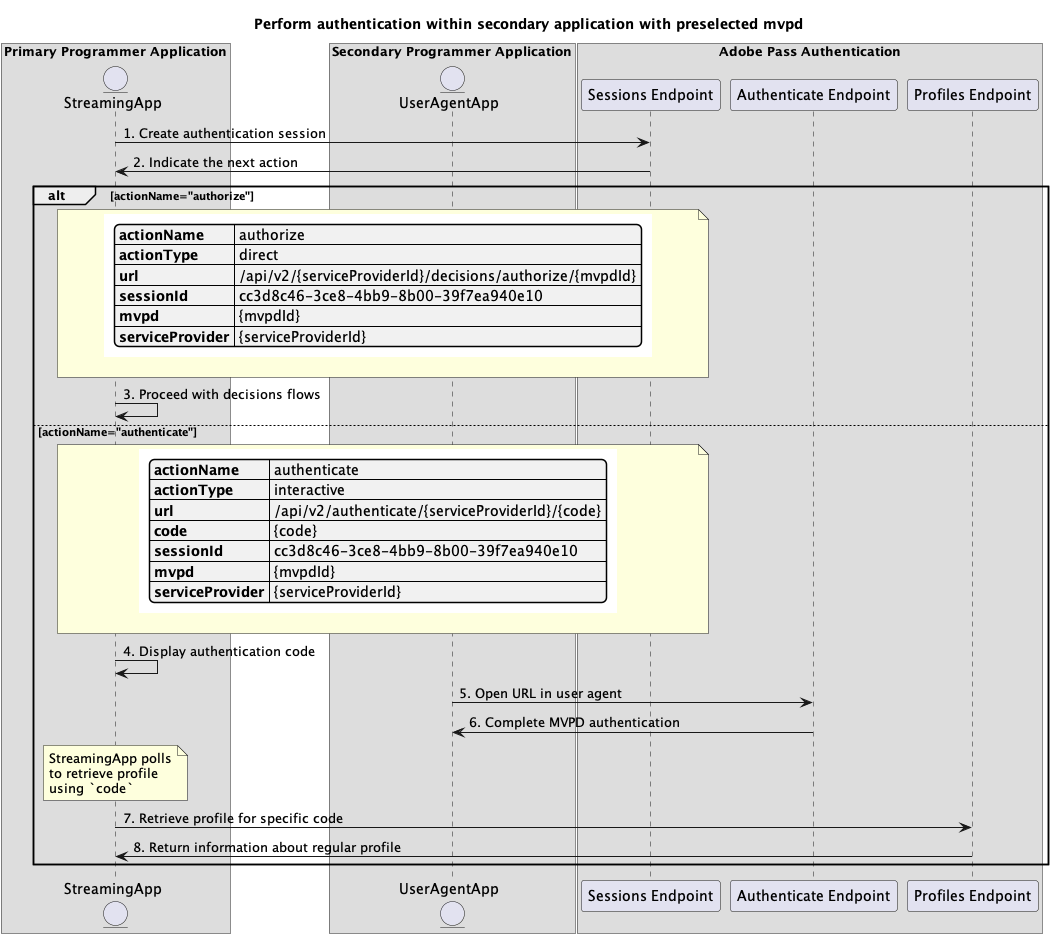 Perform authentication within secondary application with preselected mvpd
Primary Programmer Application
Secondary Programmer Application
Adobe Pass Authentication
StreamingApp
UserAgentApp
Sessions Endpoint
Authenticate Endpoint
Profiles Endpoint
1. Create authentication session
2. Indicate the next action
alt [actionName="authorize"]
actionName authorize
actionType direct
url /api/v2/{serviceProviderId}/decisions/authorize/{mvpdId}
sessionId cc3d8c46-3ce8-4bb9-8b00-39f7ea940e10
mvpd {mvpdId}
serviceProvider {serviceProviderId}
3. Proceed with decisions flows
[actionName="authenticate"]
actionName authenticate
actionType interactive
url /api/v2/authenticate/{serviceProviderId}/{code}
code {code}
sessionId cc3d8c46-3ce8-4bb9-8b00-39f7ea940e10
mvpd {mvpdId}
serviceProvider {serviceProviderId}
4. Display authentication code
5. Open URL in user agent
6. Complete MVPD authentication
StreamingApp polls
to retrieve profile
using `code`
7. Retrieve profile for specific code
8. Return information about regular profile
StreamingApp
UserAgentApp
Sessions Endpoint
Authenticate Endpoint
Profiles Endpoint